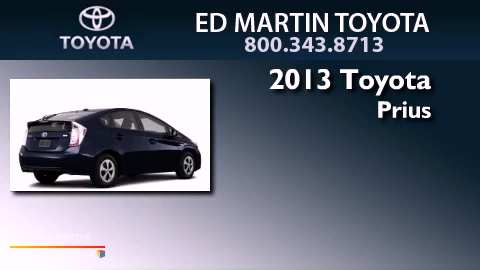 TOYOTA
ED MARTIN TOYOTA
800.343.8713
2013 Toyota
Prius